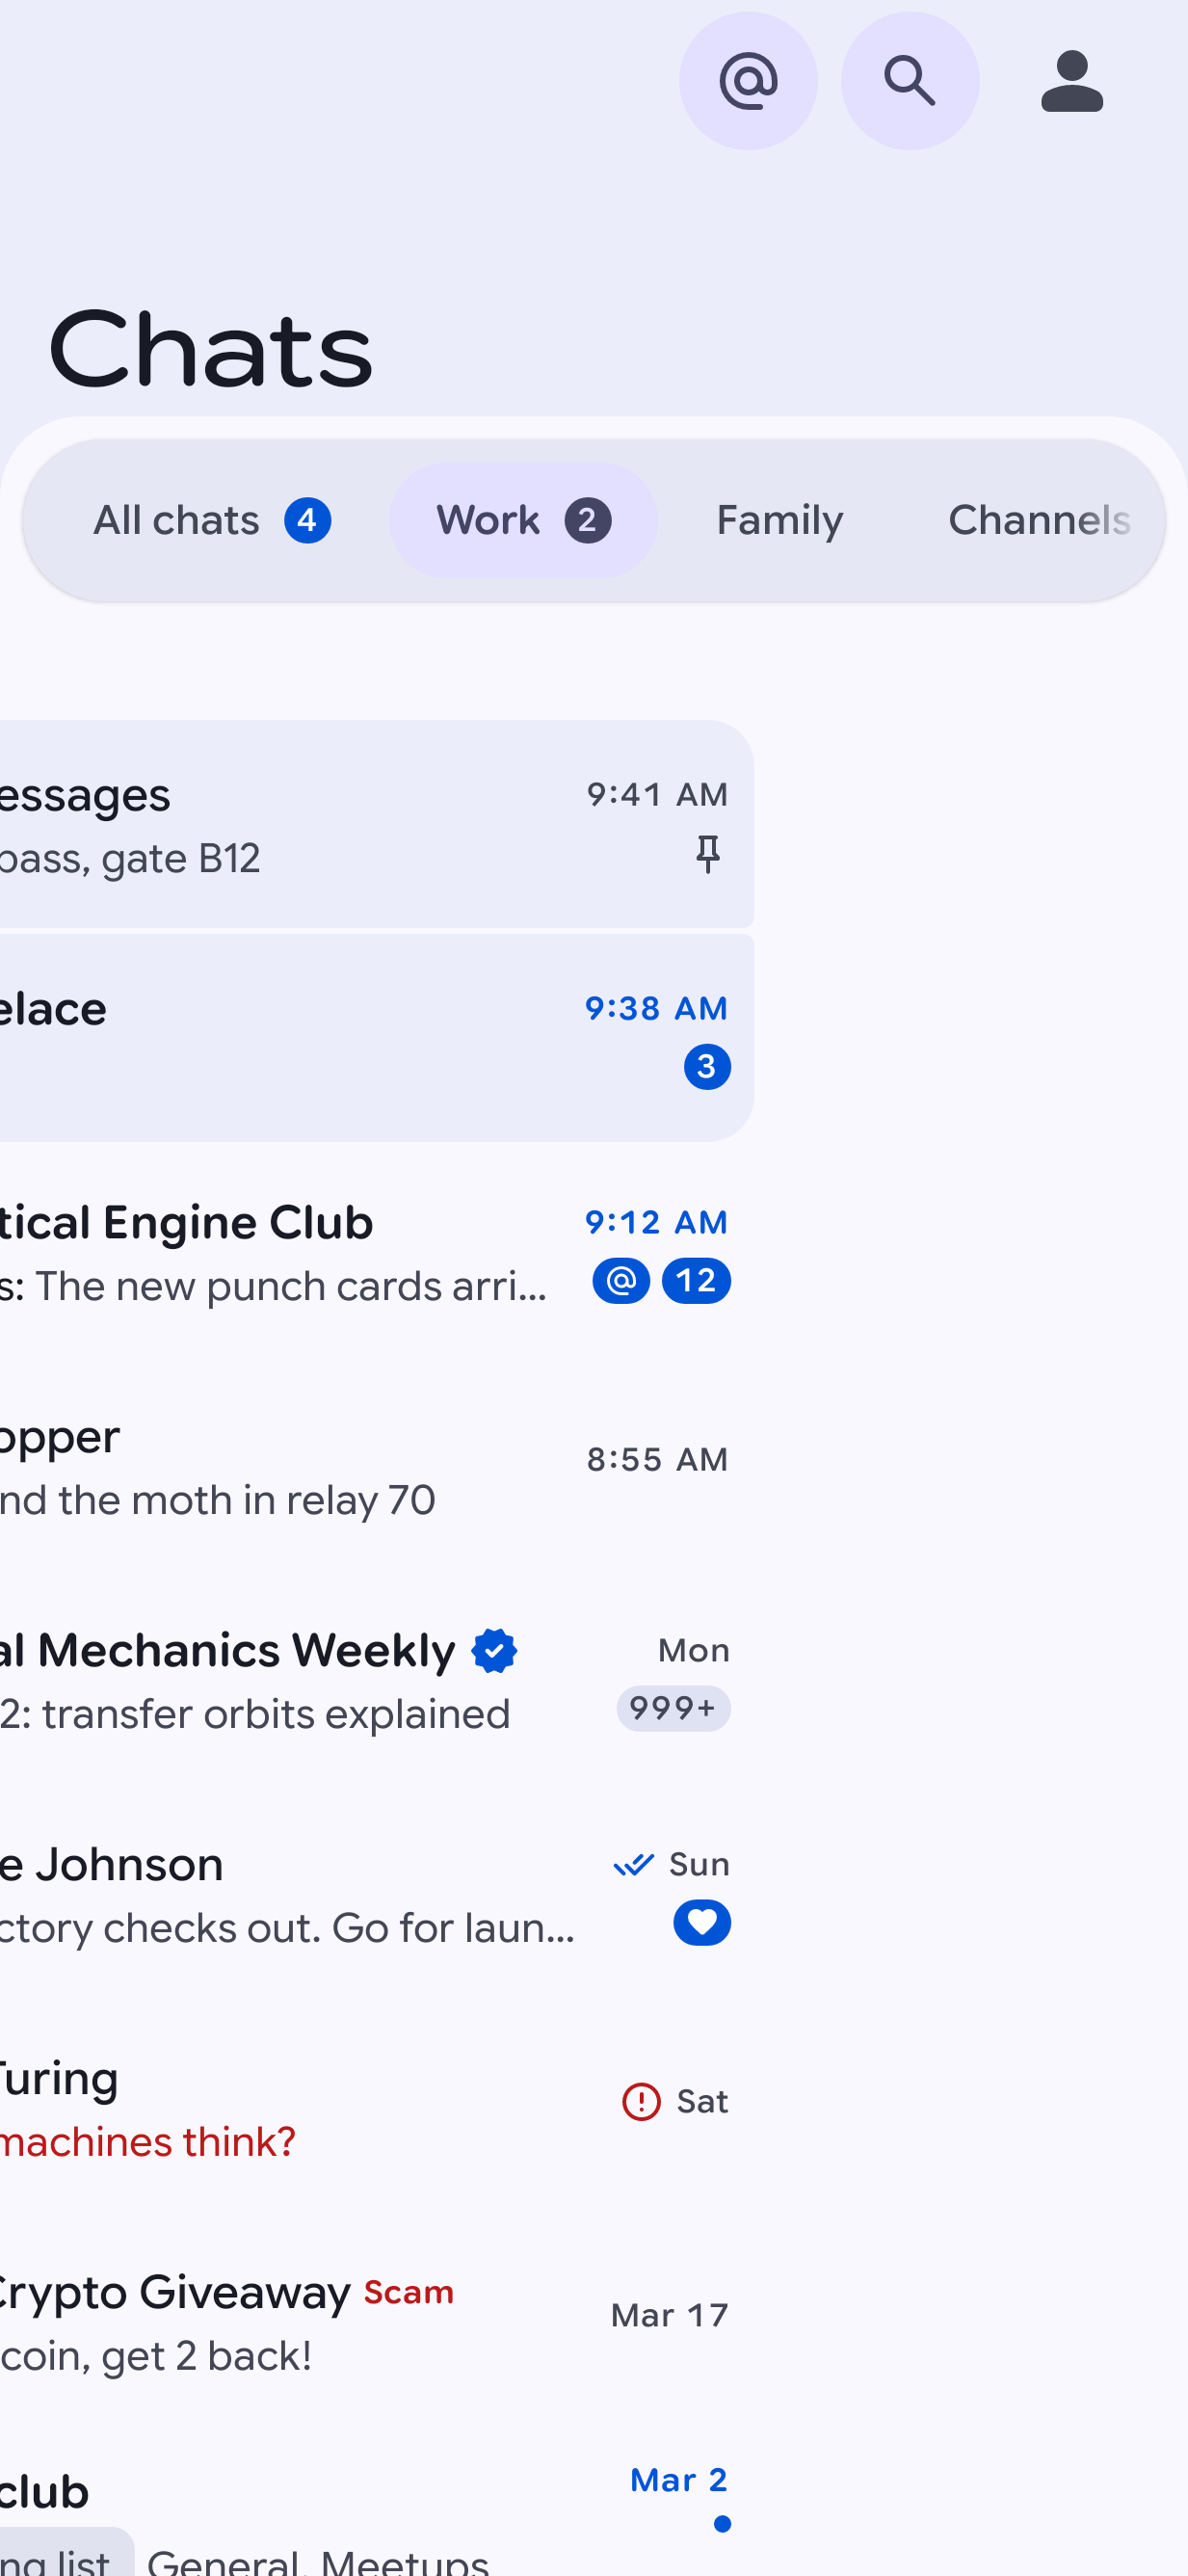 Chats
All chats 4 Work 2 Family Channels
essages 9:41 AM
pass, gate B12
elace 9:38 AM
3
tical Engine Club 9:12 AM
s: The new punch cards arri... @ 12
opper 8:55 AM
nd the moth in relay 70
al Mechanics Weekly Mon
2: transfer orbits explained 999+
e Johnson Sun
ctory checks out. Go for laun...
Turing Sat
machines think?
Crypto Giveaway Scam Mar 17
coin, get 2 back!
club Mar 2
ng list General, Meetups